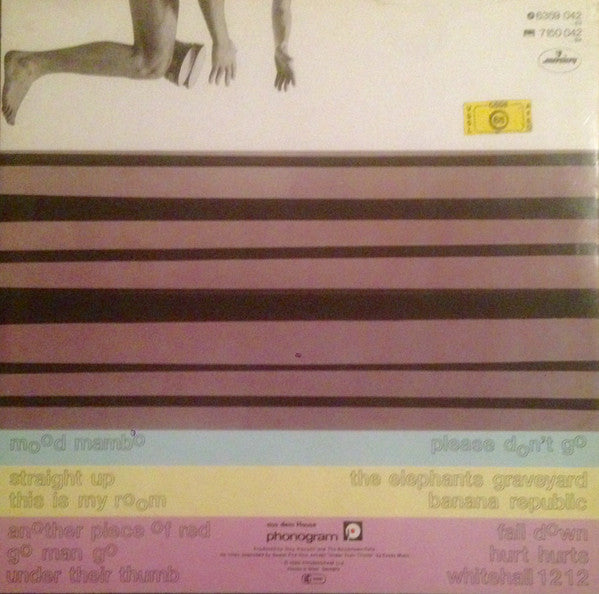 6359 042
7150 042
mercury
mood mambo
please don't go
straight up
the elephants graveyard
this is my room
banana republic
another piece of red
aus dem Hause
phonogram
fall down
go man go
hurt hurts
under their thumb
whitehall 1212